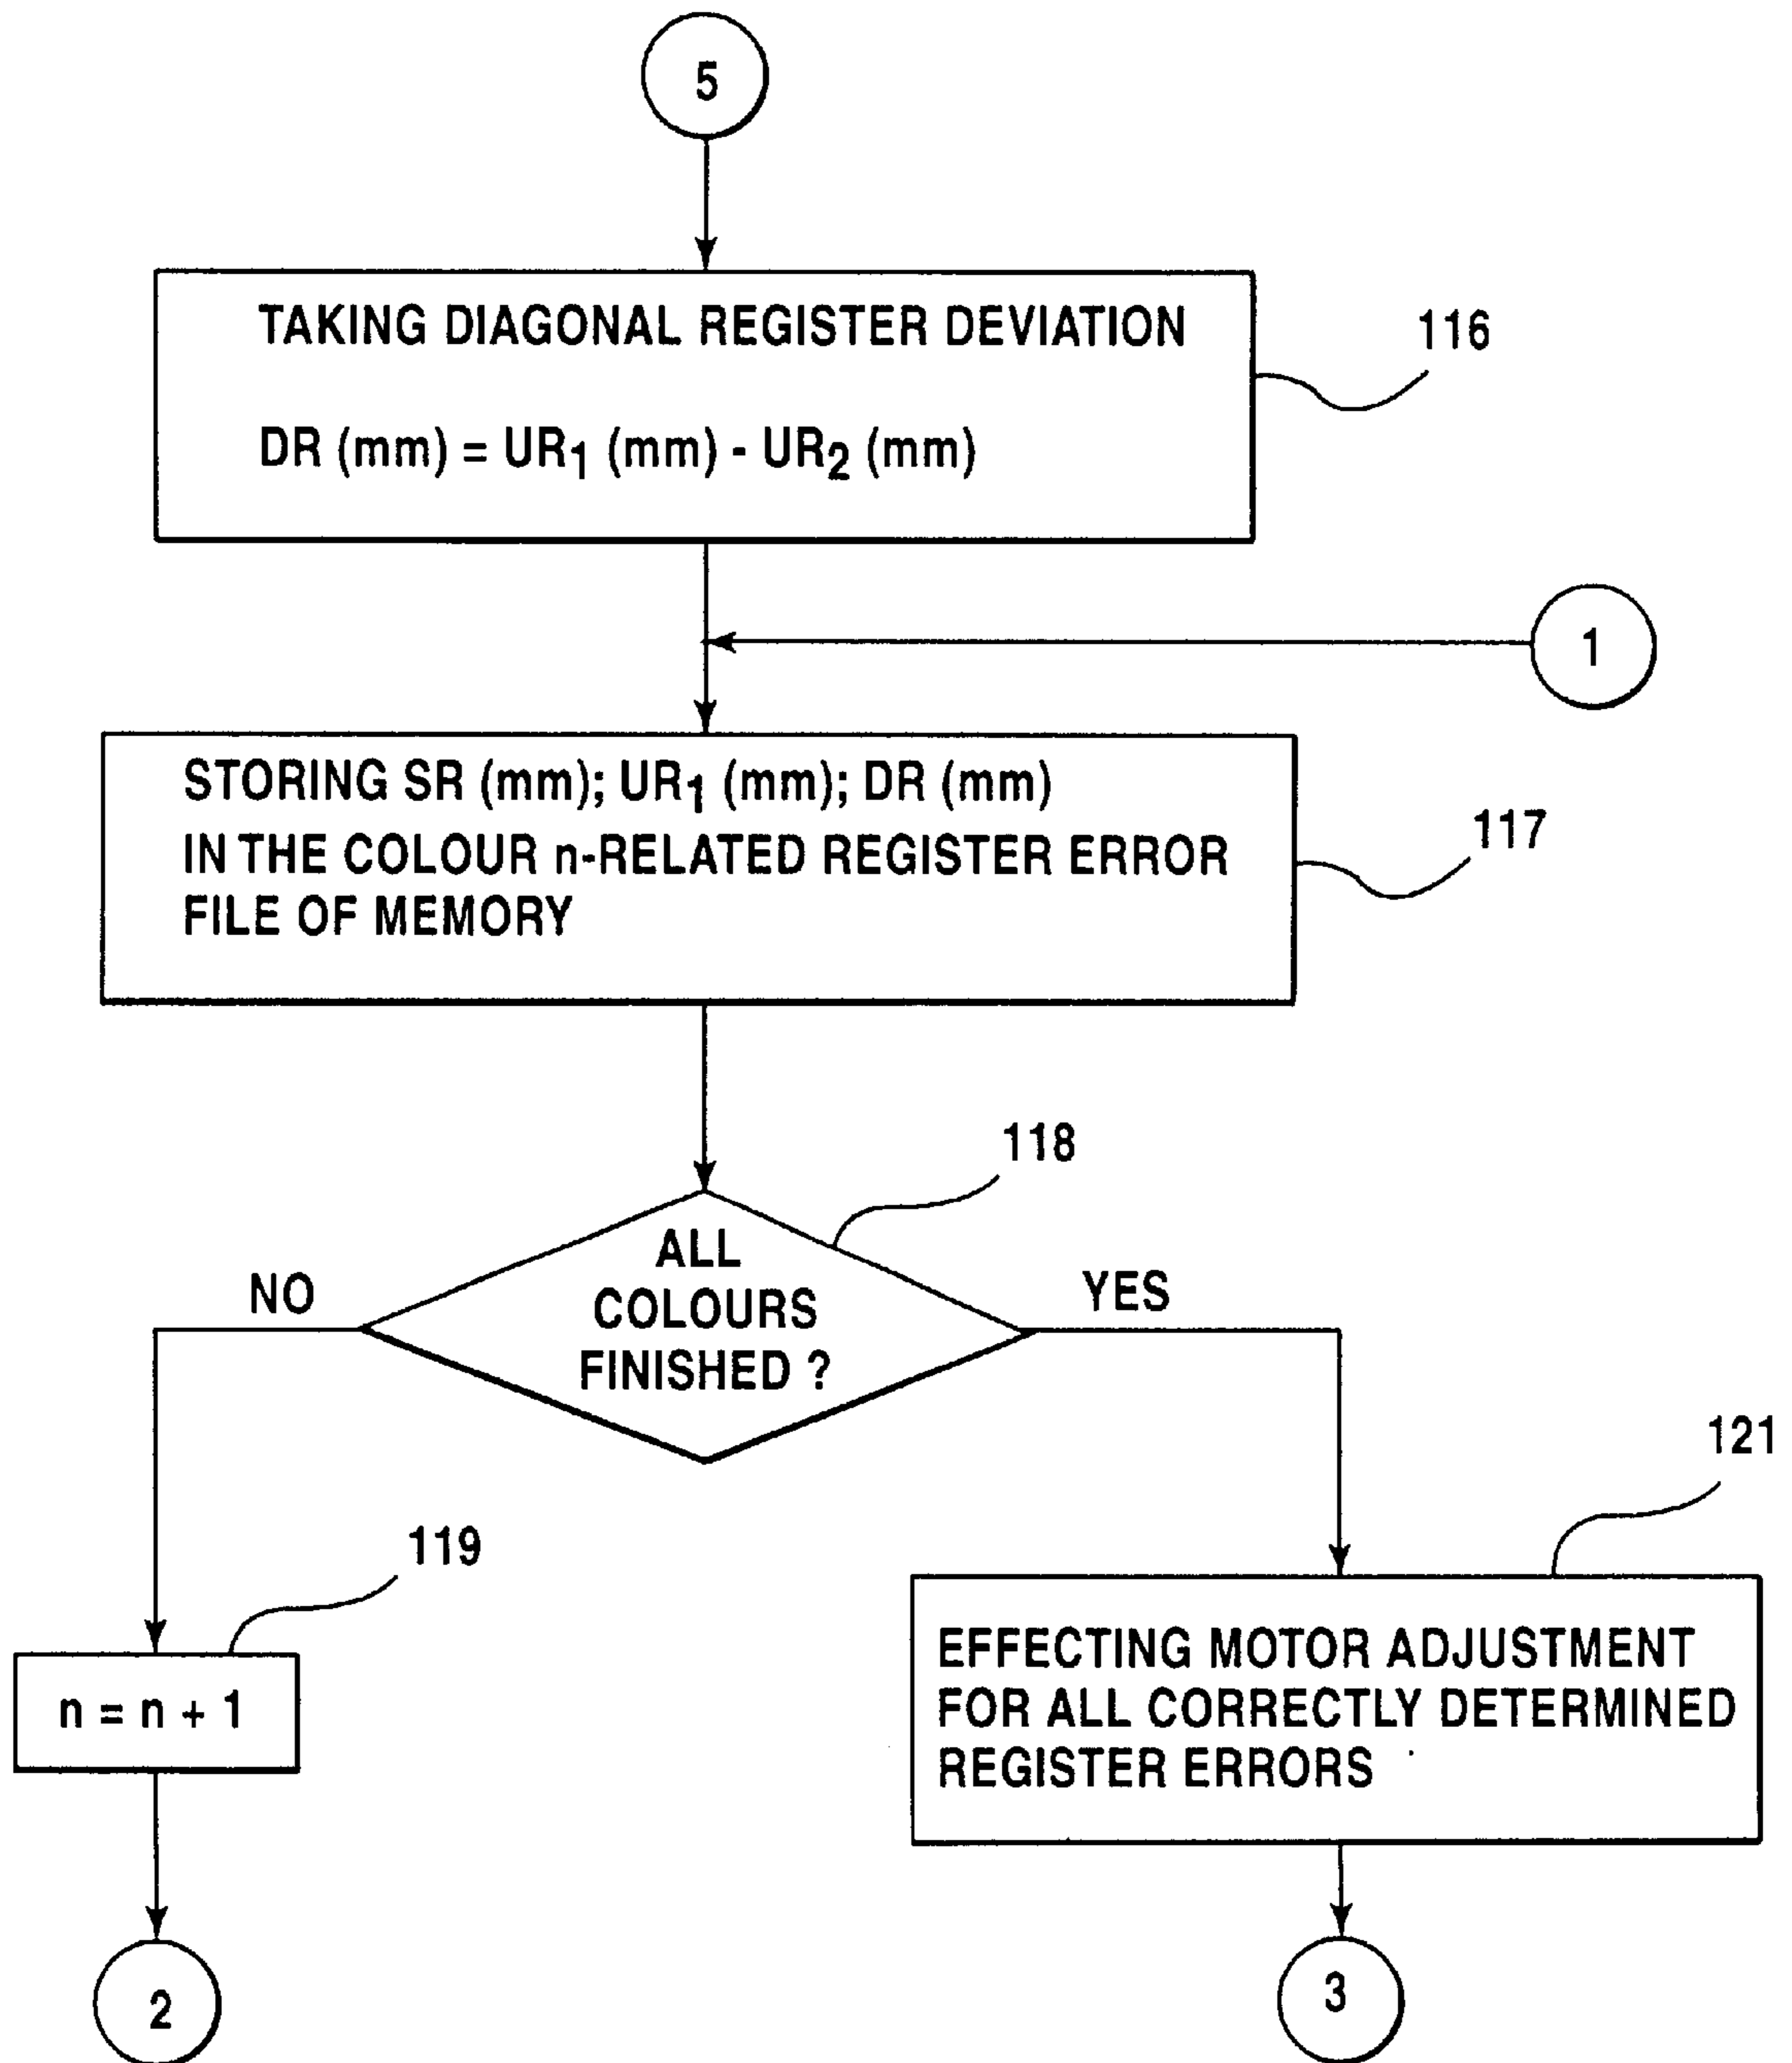 5
TAKING DIAGONAL REGISTER DEVIATION
116
DR (mm) = UR₁ (mm) - UR₂ (mm)
1
STORING SR (mm); UR₁ (mm); DR (mm)
IN THE COLOUR n-RELATED REGISTER ERROR
FILE OF MEMORY
117
118
ALL
COLOURS
FINISHED ?
NO
YES
119
n = n + 1
2
121
EFFECTING MOTOR ADJUSTMENT
FOR ALL CORRECTLY DETERMINED
REGISTER ERRORS
3